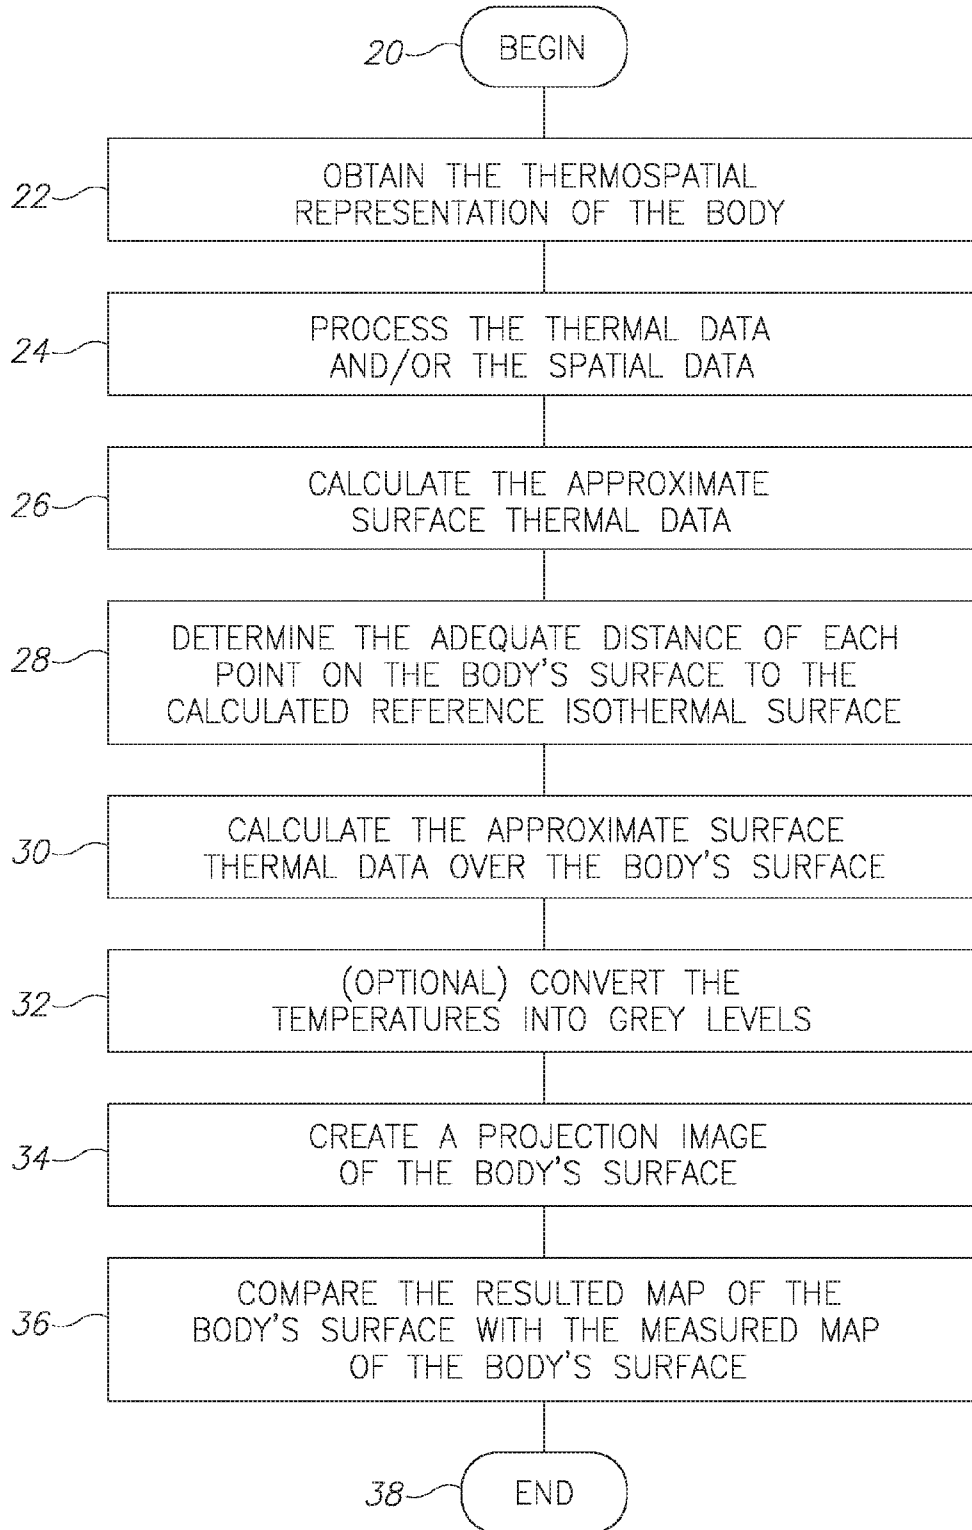 20
BEGIN
22
OBTAIN THE THERMOSPATIAL
REPRESENTATION OF THE BODY
24
PROCESS THE THERMAL DATA
AND/OR THE SPATIAL DATA
26
CALCULATE THE APPROXIMATE
SURFACE THERMAL DATA
28
DETERMINE THE ADEQUATE DISTANCE OF EACH
POINT ON THE BODY'S SURFACE TO THE
CALCULATED REFERENCE ISOTHERMAL SURFACE
30
CALCULATE THE APPROXIMATE SURFACE
THERMAL DATA OVER THE BODY'S SURFACE
32
(OPTIONAL) CONVERT THE
TEMPERATURES INTO GREY LEVELS
34
CREATE A PROJECTION IMAGE
OF THE BODY'S SURFACE
36
COMPARE THE RESULTED MAP OF THE
BODY'S SURFACE WITH THE MEASURED MAP
OF THE BODY'S SURFACE
38
END